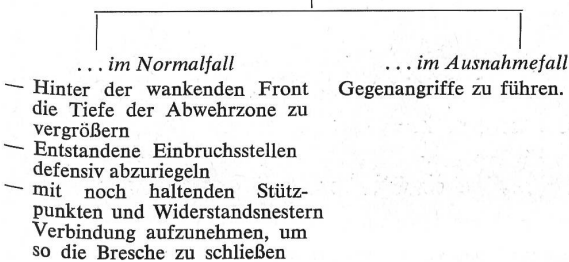 ... im Normalfall
— Hinter der wankenden Front
die Tiefe der Abwehrzone zu
vergrößern
— Entstandene Einbruchsstellen
defensiv abzuriegeln
— mit noch haltenden Stütz-
punkten und Widerstandsnestern
Verbindung aufzunehmen, um
so die Bresche zu schließen
... im Ausnahmefall
Gegenangriffe zu führen.